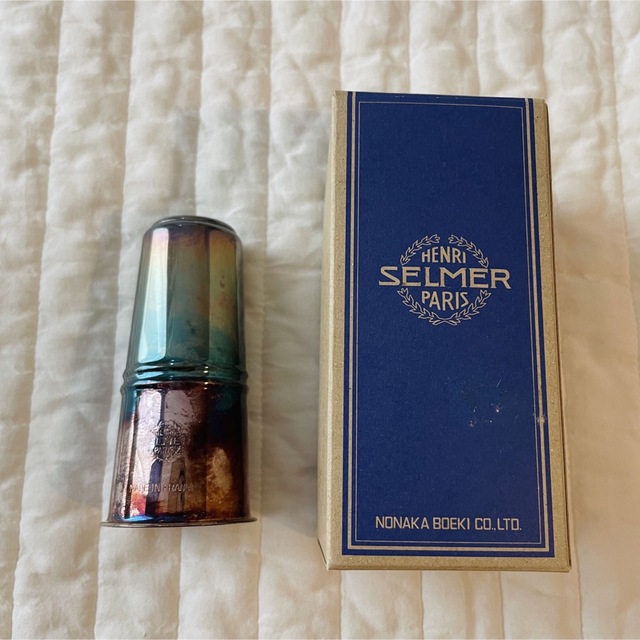 HENRI
SELMER
PARIS
NONAKA BOEKI CO.,LTD.